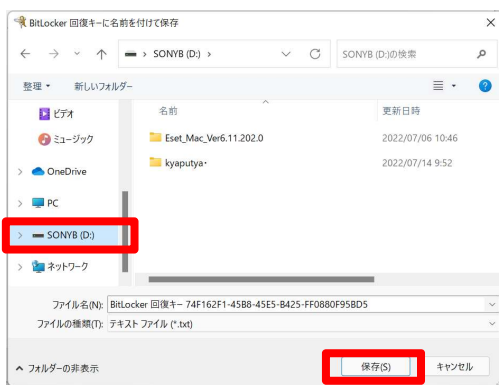 BitLocker 回復キーに名前を付けて保存
SONYB (D:)
SONYB (D:)の検索
整理
新しいフォルダー
名前
更新日時
ビデオ
Eset_Mac_Ver6.11.202.0
2022/07/06 10:46
ミュージック
kyaputya・
2022/07/14 9:52
OneDrive
PC
SONYB (D:)
ネットワーク
ファイル名(N): BitLocker 回復キー 74F162F1-45B8-45E5-B425-FF0880F95BD5
ファイルの種類(T): テキスト ファイル (*.txt)
フォルダーの非表示
保存(S)
キャンセル